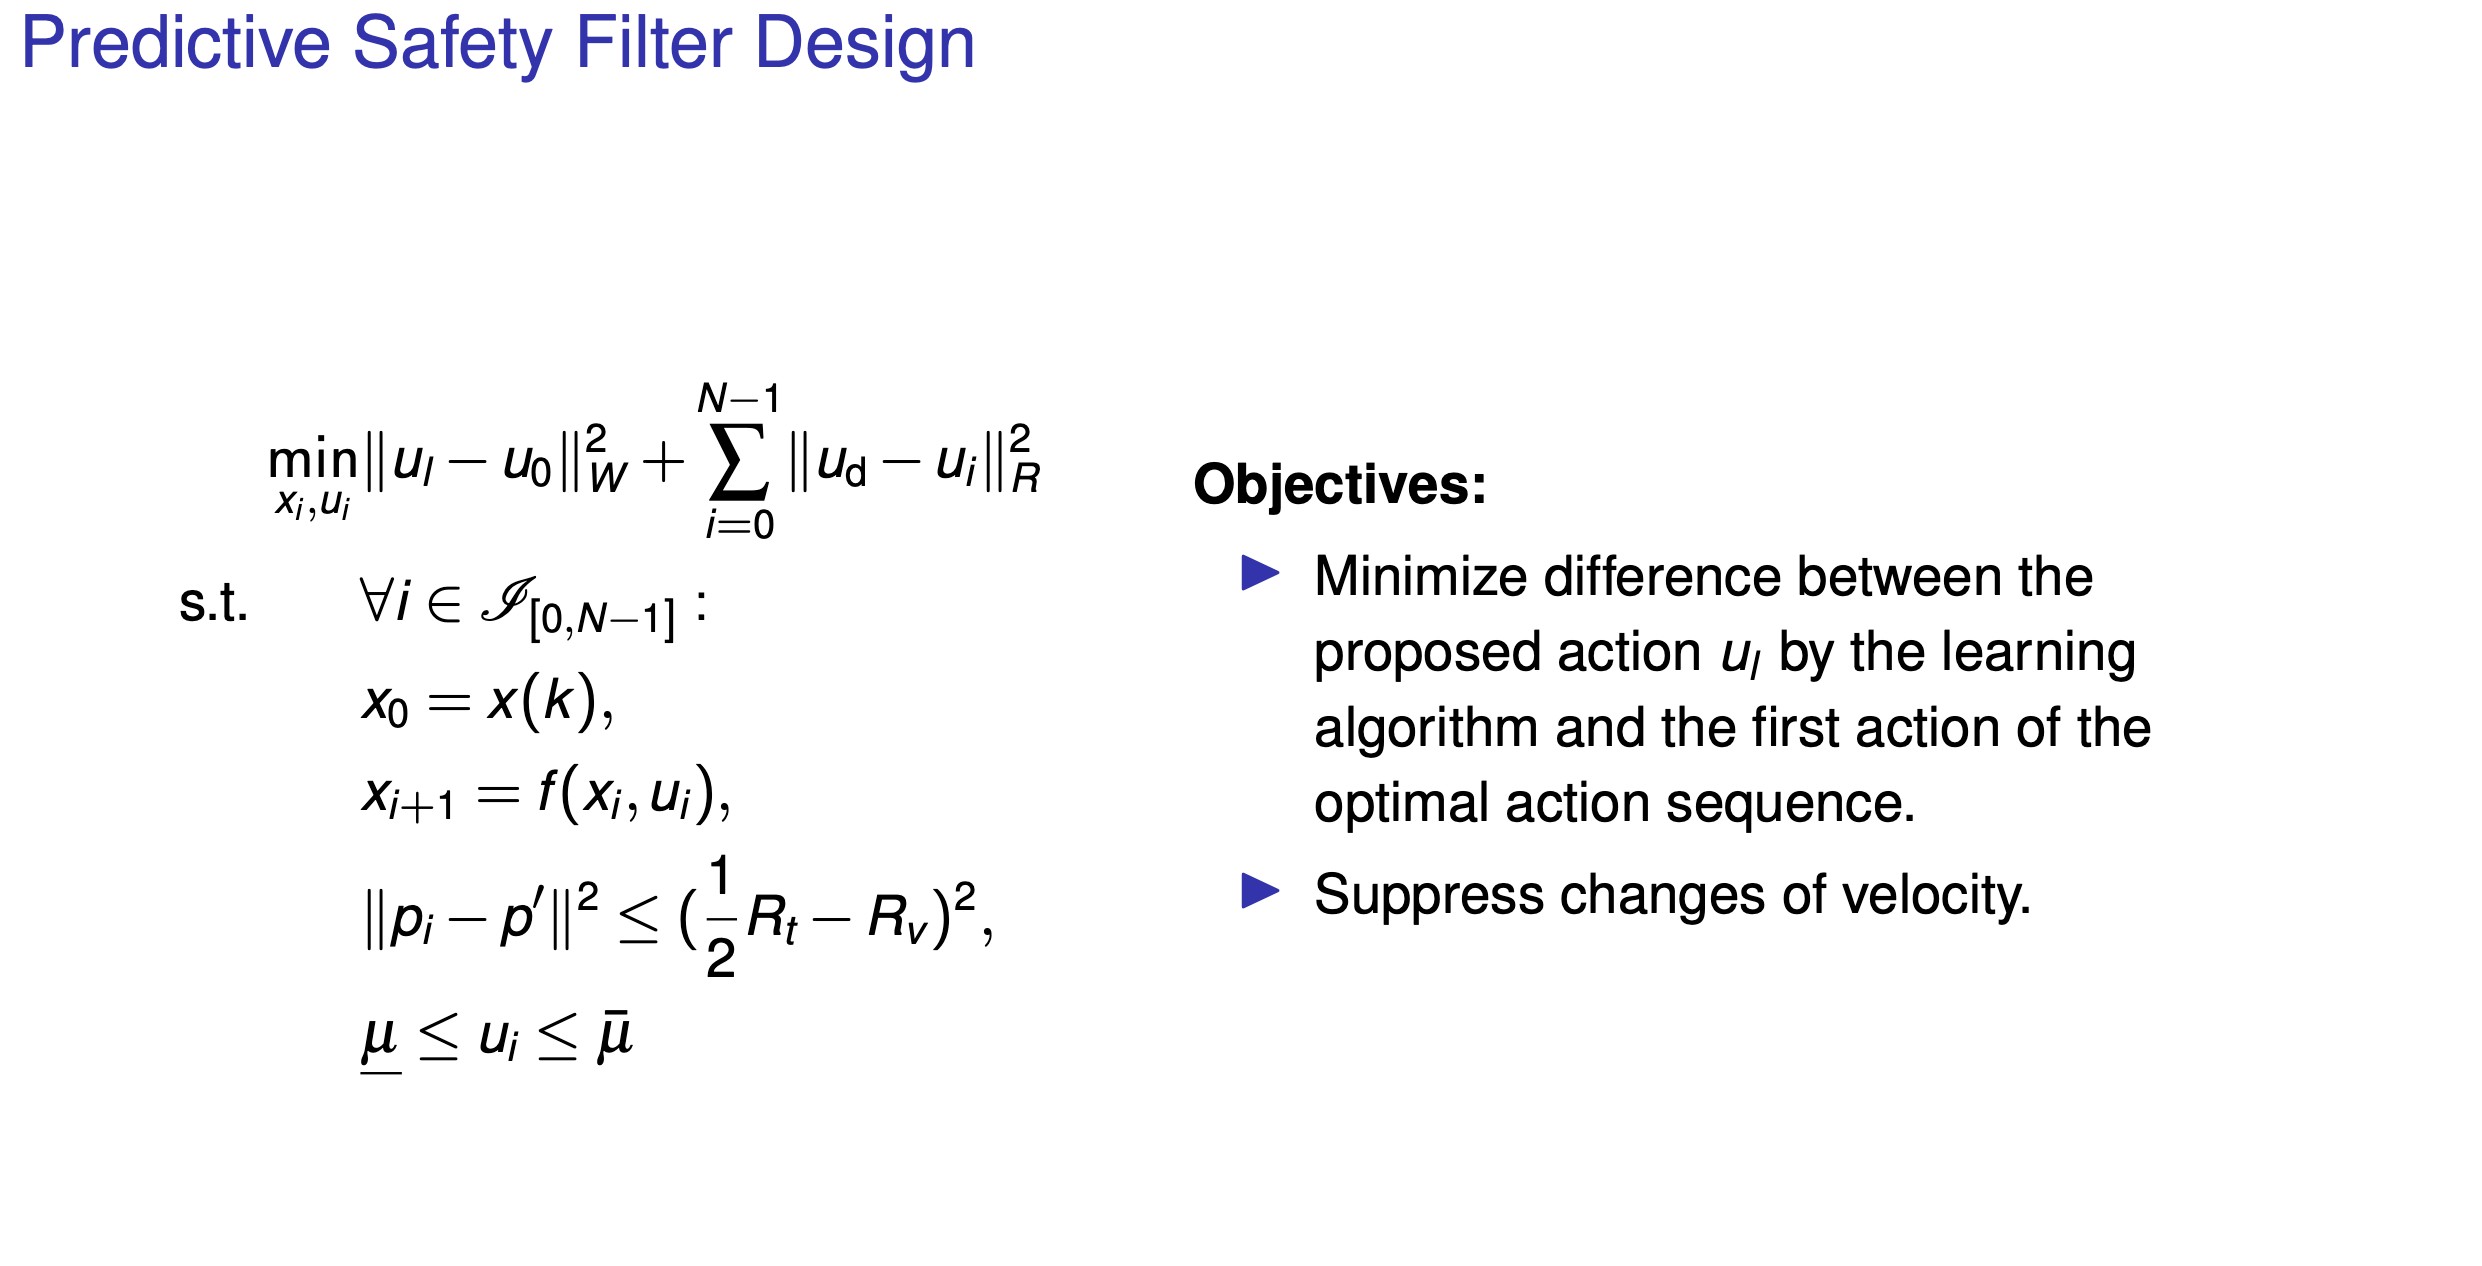 Predictive Safety Filter Design
$\min_{x_i, u_i} \|u_l - u_0\|_W^2 + \sum_{i=0}^{N-1} \|u_{\text{d}} - u_i\|_R^2$
s.t. $\forall i \in \mathscr{I}_{[0,N-1]} :$
$x_0 = x(k),$
$x_{i+1} = f(x_i, u_i),$
$\|p_i - p'\|^2 \leq (\frac{1}{2} R_t - R_v)^2,$
$\underline{\mu} \leq u_i \leq \bar{\mu}$
Objectives:
▶ Minimize difference between the
proposed action $u_l$ by the learning
algorithm and the first action of the
optimal action sequence.
▶ Suppress changes of velocity.